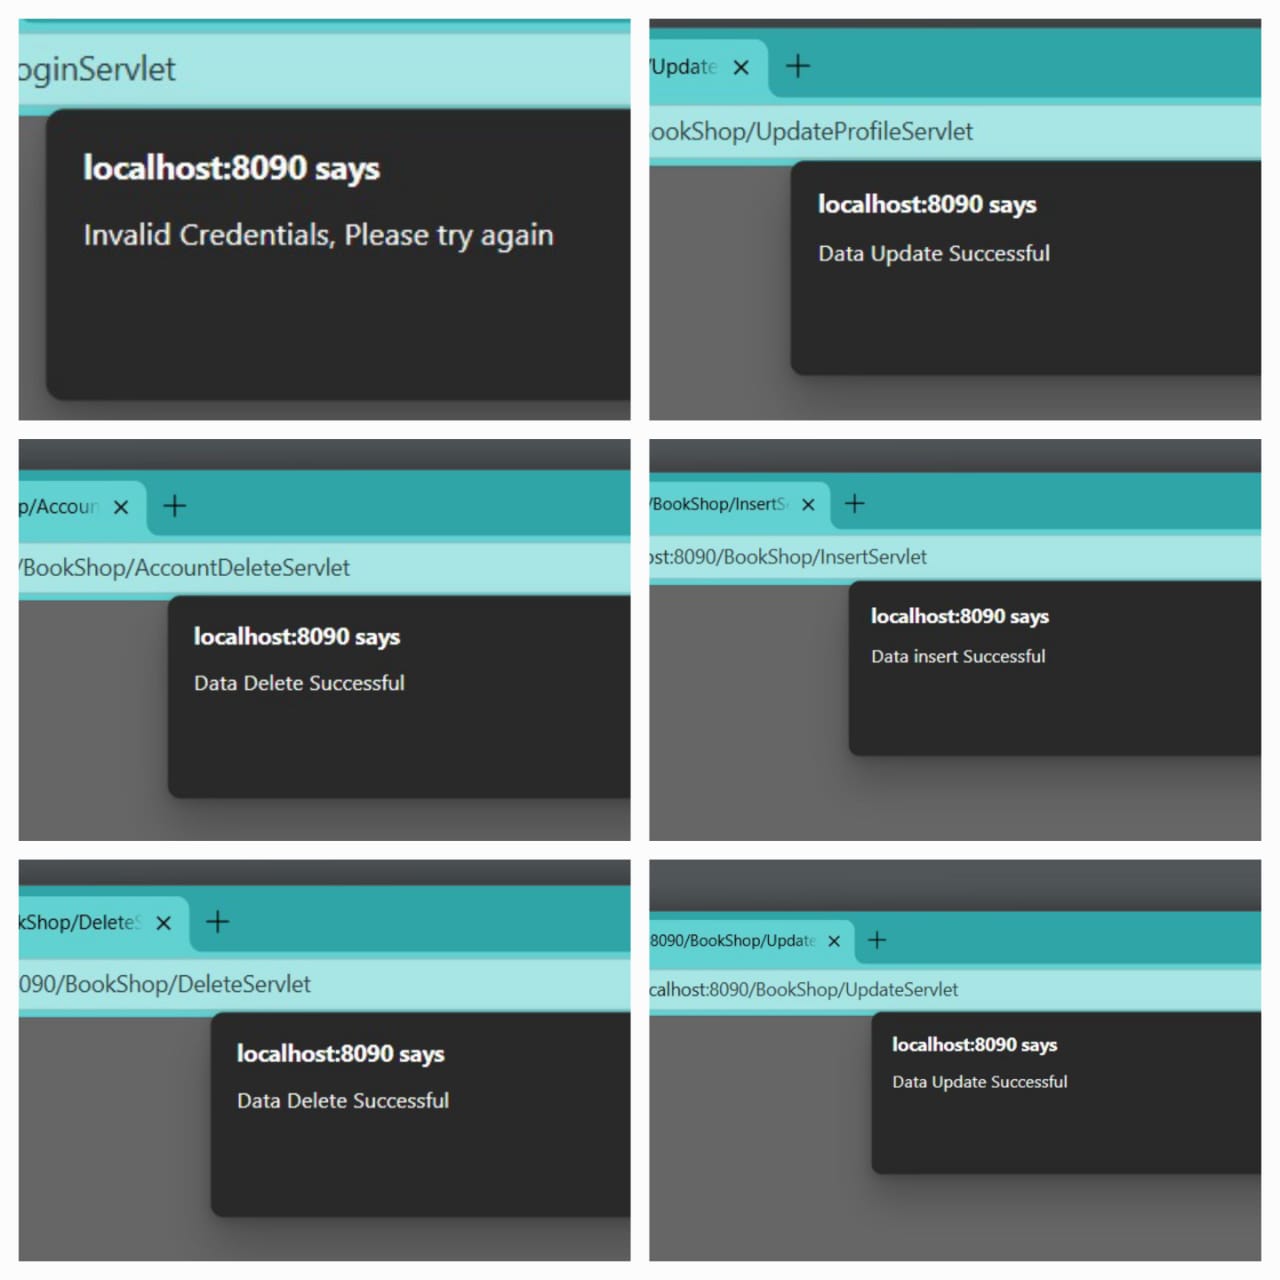 oginServlet
localhost:8090 says
Invalid Credentials, Please try again
/Update
ookShop/UpdateProfileServlet
localhost:8090 says
Data Update Successful
p/Accoun
/BookShop/AccountDeleteServlet
localhost:8090 says
Data Delete Successful
/BookShop/InsertS
ost:8090/BookShop/InsertServlet
localhost:8090 says
Data insert Successful
kShop/DeleteS
090/BookShop/DeleteServlet
localhost:8090 says
Data Delete Successful
8090/BookShop/Update
calhost:8090/BookShop/UpdateServlet
localhost:8090 says
Data Update Successful